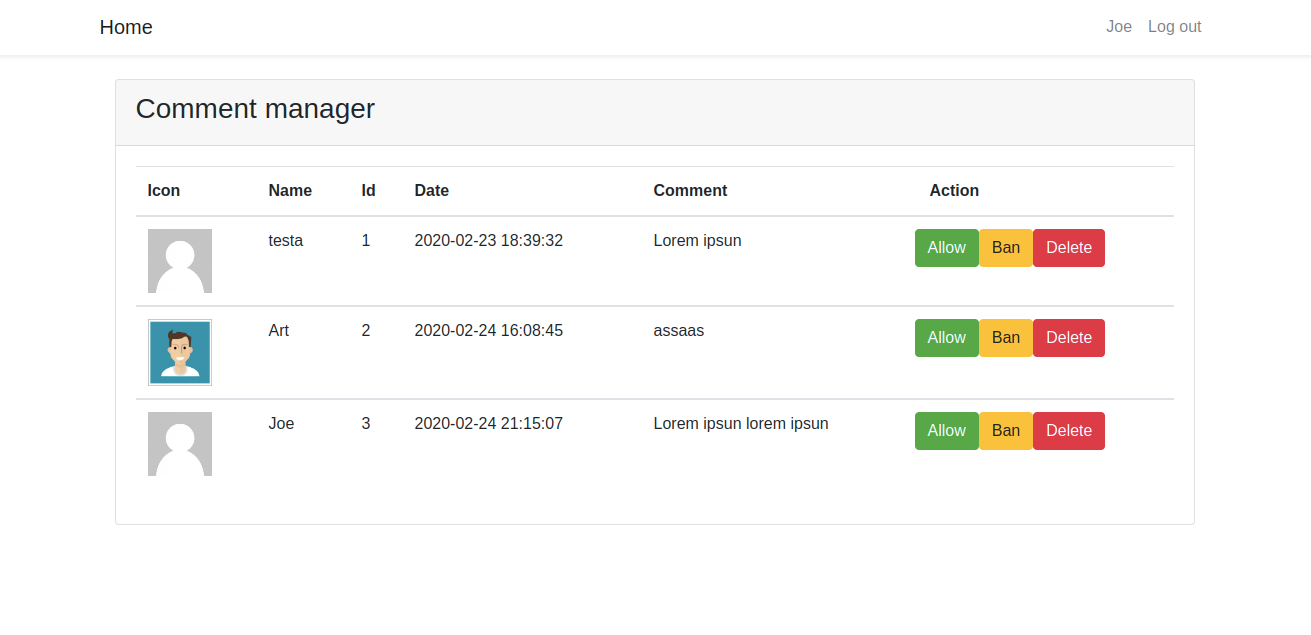 Home Joe Log out
Comment manager
Icon Name Id Date Comment Action
testa 1 2020-02-23 18:39:32 Lorem ipsun Allow Ban Delete
Art 2 2020-02-24 16:08:45 assaas Allow Ban Delete
Joe 3 2020-02-24 21:15:07 Lorem ipsun lorem ipsun Allow Ban Delete